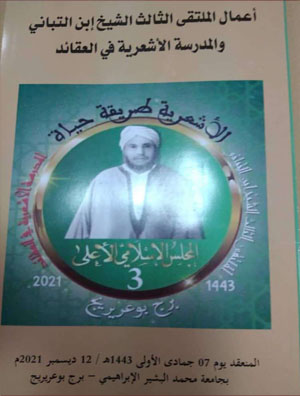 أعمال الملتقى الثالث الشيخ إبن التباني
والمدرسة الأشعرية في العقائد
الأشعرية طريقة حياة
المجلس الإسلامي الأعلى
3
2021
1443
برج بوعريريج
المنعقد يوم 07 جمادى الأولى 1443هـ/ 12 ديسمبر 2021م
بجامعة محمد البشير الإبراهيمي – برج بوعريريج